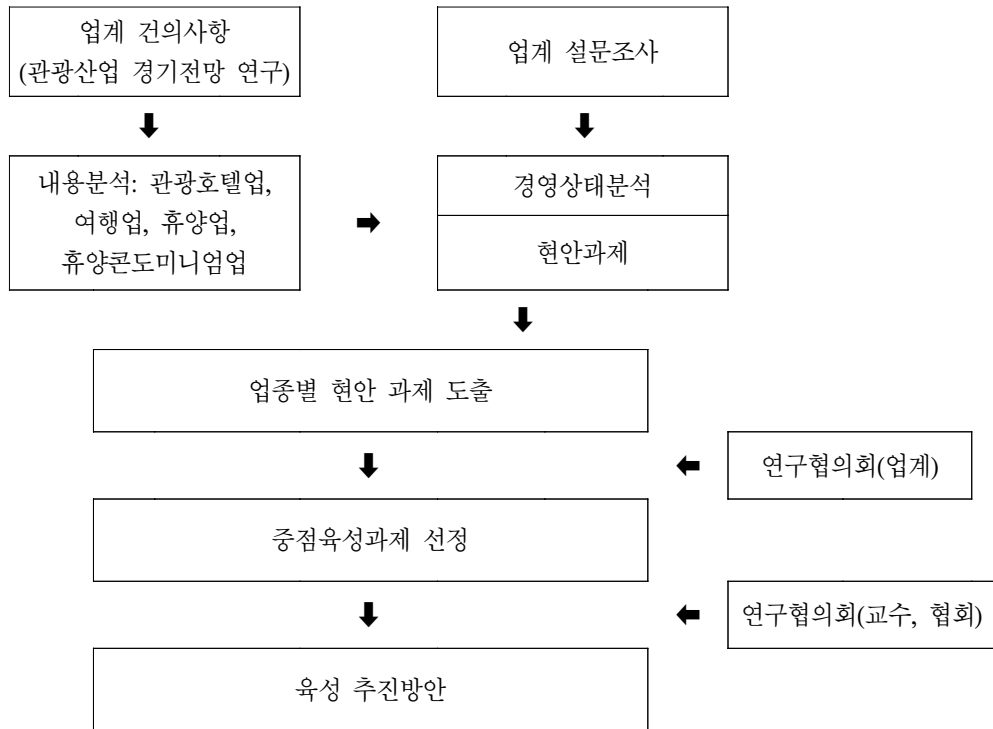 업계 건의사항
(관광산업 경기전망 연구)
업계 설문조사
내용분석: 관광호텔업,
여행업, 휴양업,
휴양콘도미니엄업
경영상태분석
현안과제
업종별 현안 과제 도출
연구협의회(업계)
중점육성과제 선정
연구협의회(교수, 협회)
육성 추진방안